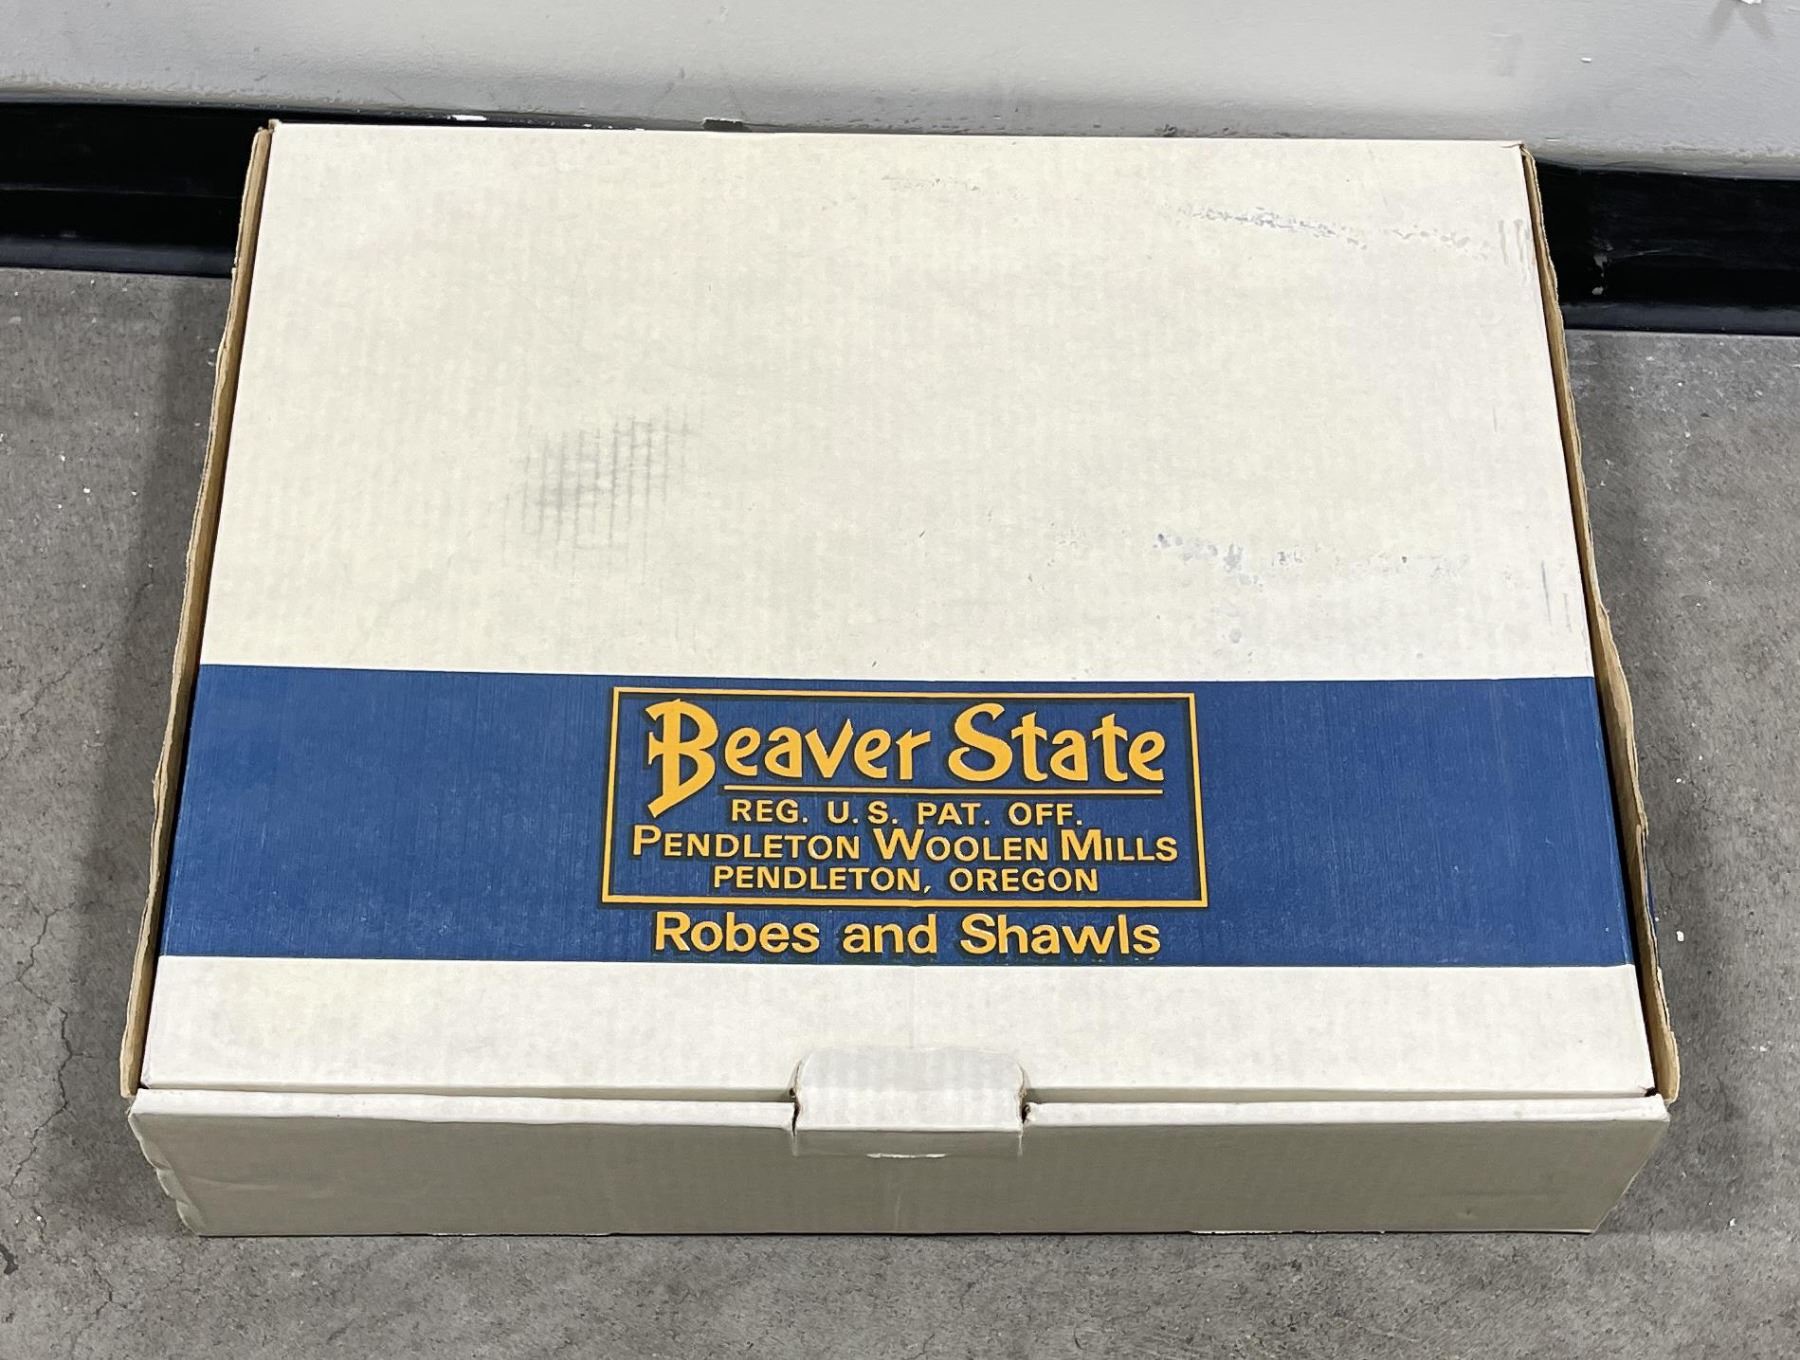 Beaver State
REG. U.S. PAT. OFF.
PENDLETON WOOLEN MILLS
PENDLETON, OREGON
Robes and Shawls